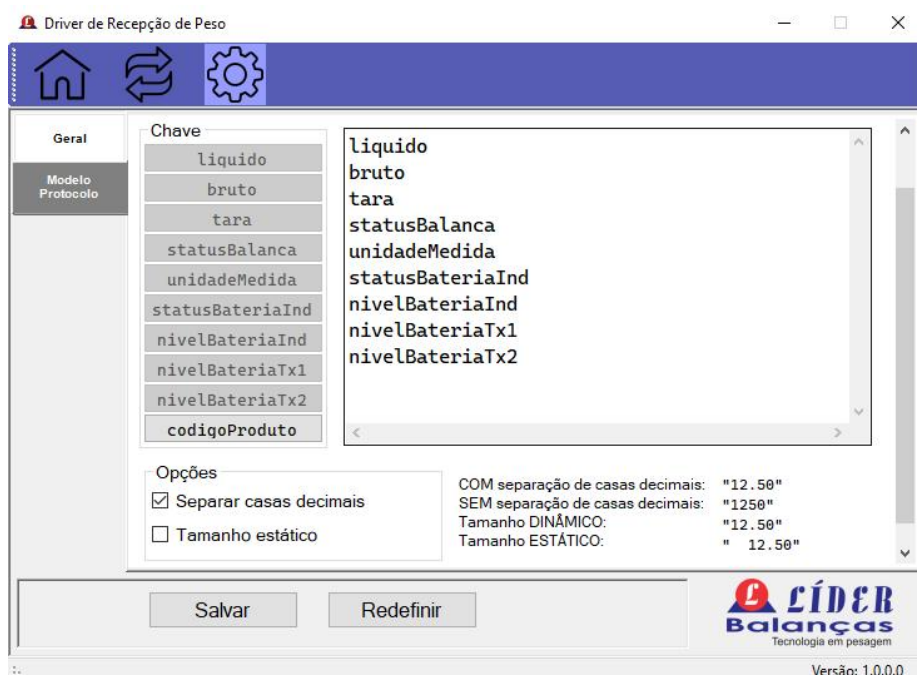 Driver de Recepção de Peso
Geral
Modelo
Protocolo
Chave
liquido
bruto
tara
statusBalanca
unidadeMedida
statusBateriaInd
nivelBateriaInd
nivelBateriaTx1
nivelBateriaTx2
codigoProduto
liquido
bruto
tara
statusBalanca
unidadeMedida
statusBateriaInd
nivelBateriaInd
nivelBateriaTx1
nivelBateriaTx2
Opções
Separar casas decimais
Tamanho estático
COM separação de casas decimais: "12.50"
SEM separação de casas decimais: "1250"
Tamanho DINÂMICO: "12.50"
Tamanho ESTÁTICO: "  12.50"
Salvar
Redefinir
L LÍDER
Balanças
Tecnologia em pesagem
Versão: 1.0.0.0